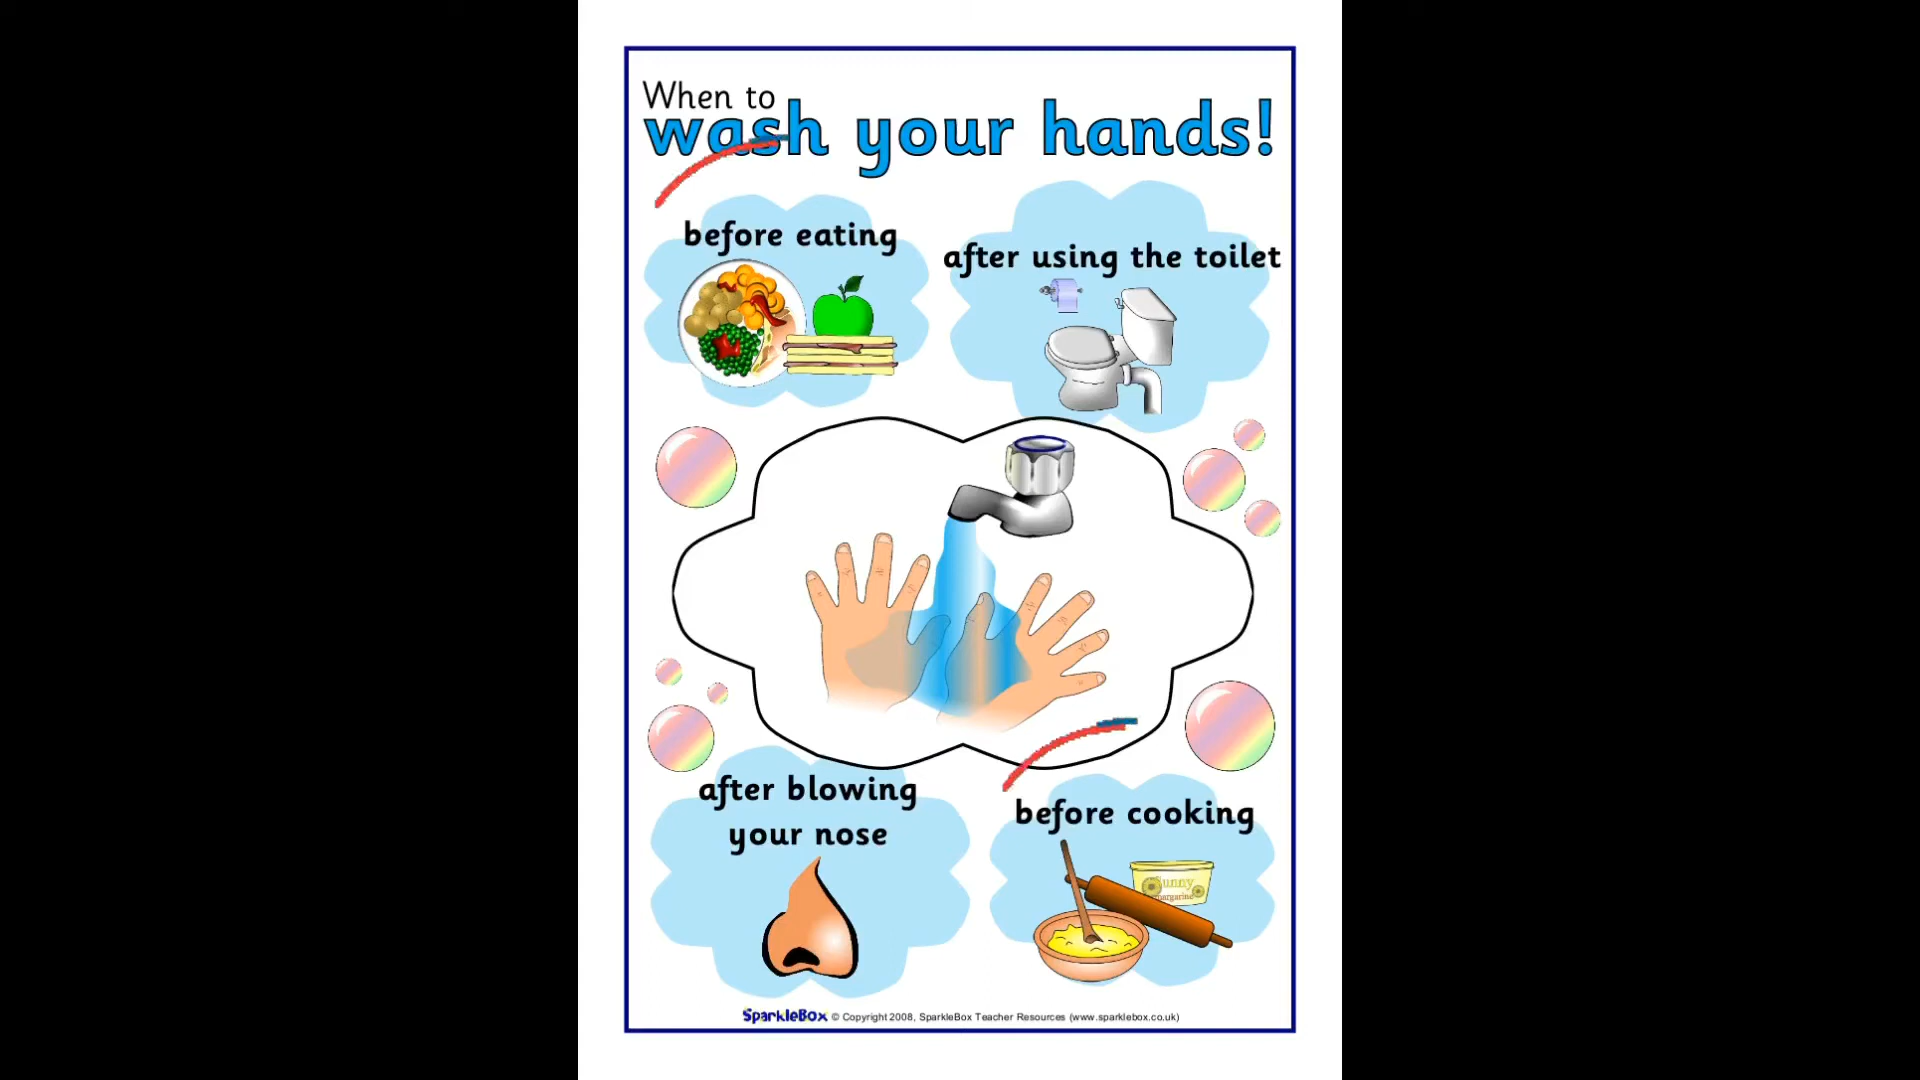 When to
wash your hands!
before eating
after using the toilet
after blowing
your nose
before cooking
margarine
SparkleBox © Copyright 2008, SparkleBox Teacher Resources (www.sparklebox.co.uk)